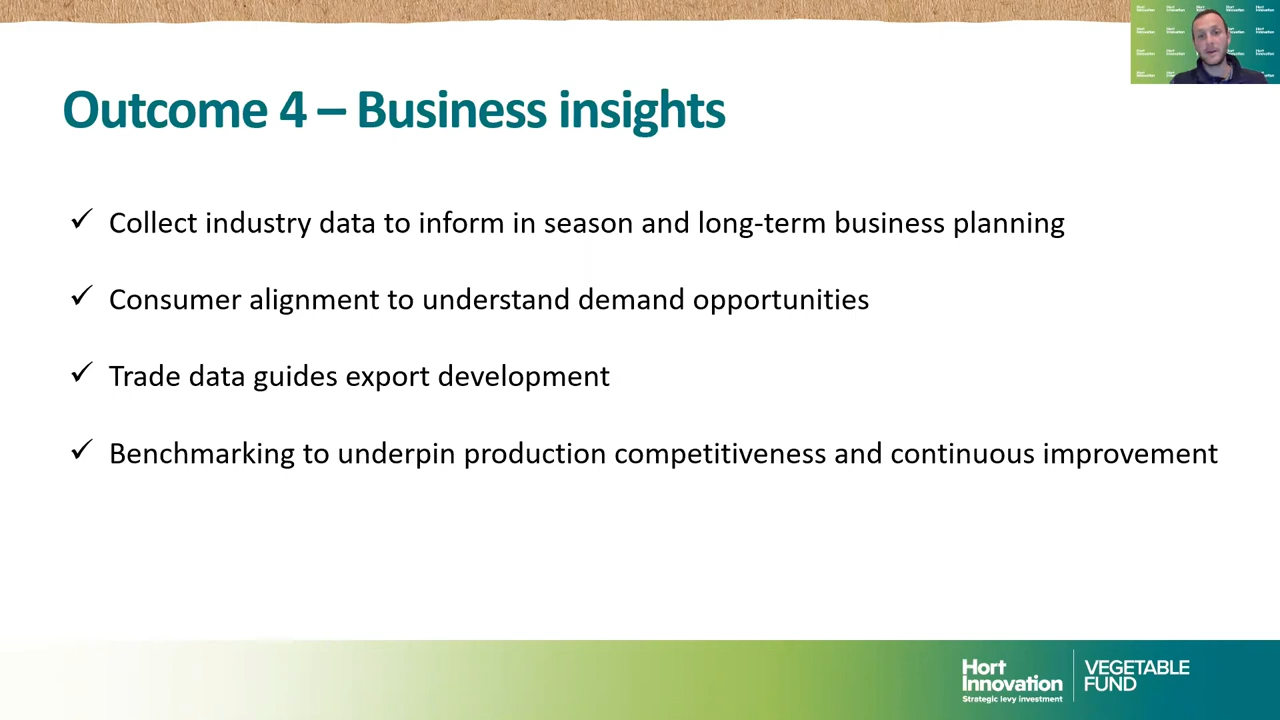 Outcome 4 – Business insights
✓ Collect industry data to inform in season and long-term business planning
✓ Consumer alignment to understand demand opportunities
✓ Trade data guides export development
✓ Benchmarking to underpin production competitiveness and continuous improvement
Hort
Innovation
Strategic levy investment
VEGETABLE
FUND